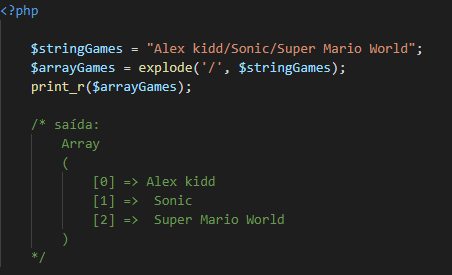 <?php
$stringGames = "Alex kidd/Sonic/Super Mario World";
$arrayGames = explode('/', $stringGames);
print_r($arrayGames);
/* saída:
Array
(
[0] => Alex kidd
[1] =>  Sonic
[2] =>  Super Mario World
)
*/